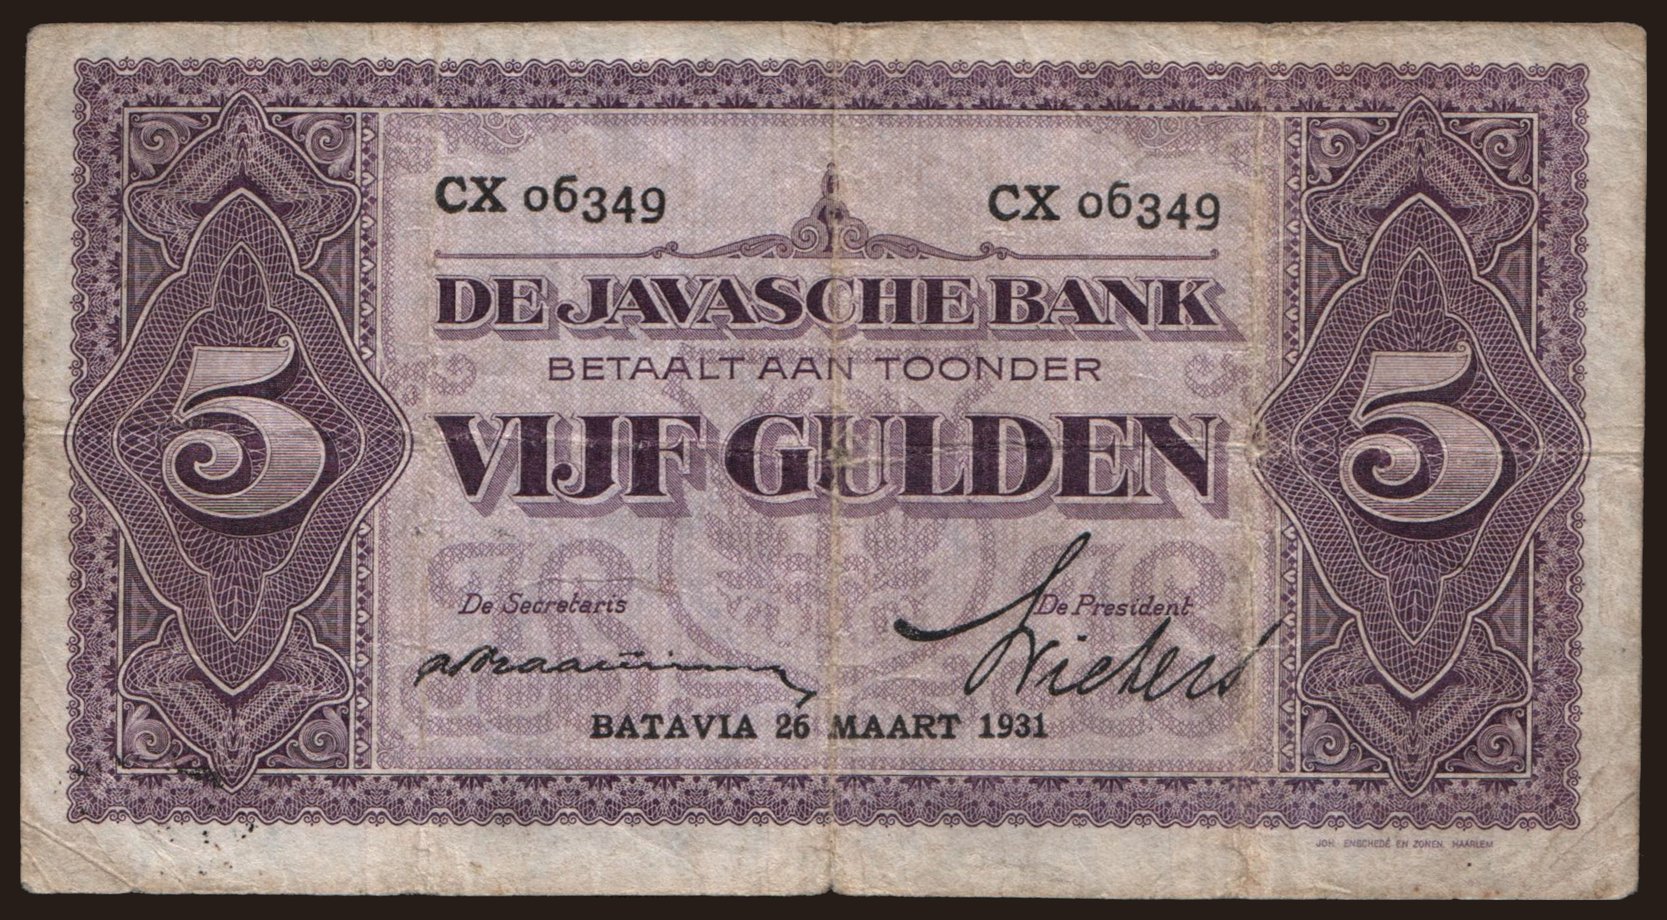 CX 06349 CX 06349
DE JAVASCHE BANK
BETAALT AAN TOONDER
5 VIJF GULDEN 5
De Secretaris De President
BATAVIA 26 MAART 1931
JOH. ENSCHEDÉ EN ZONEN. HAARLEM